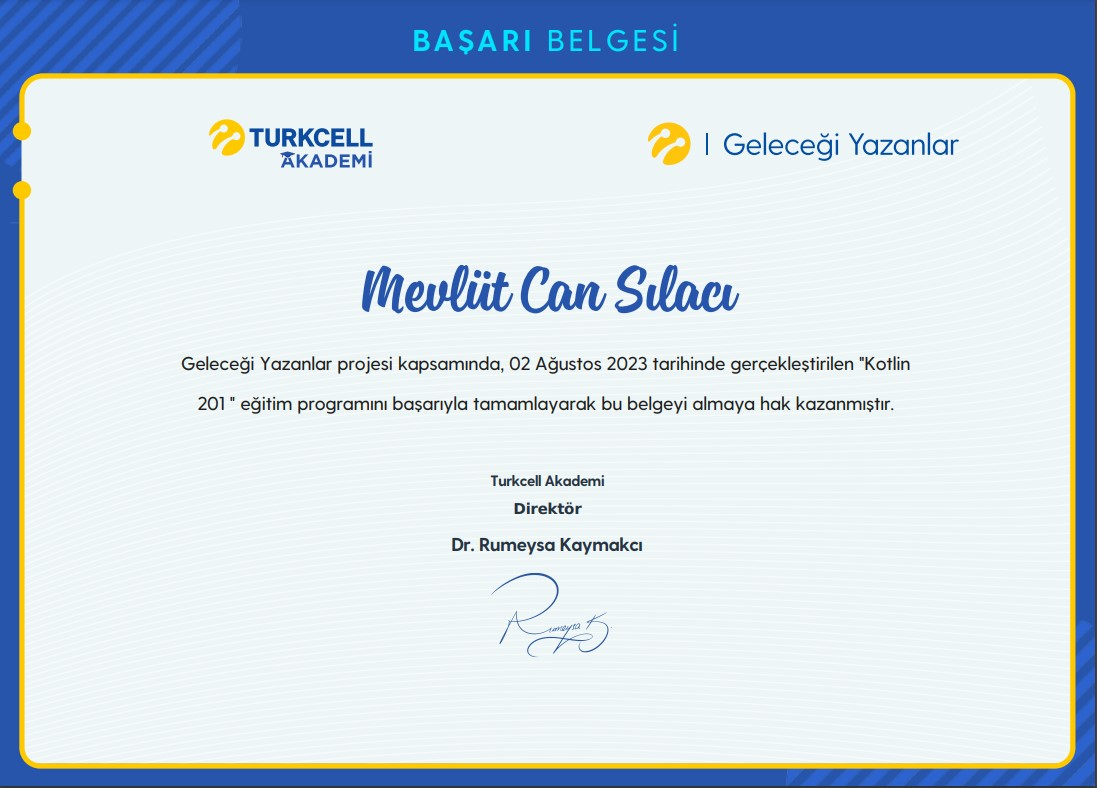 BAŞARI BELGESİ
TURKCELL
AKADEMİ
| Geleceği Yazanlar
Mevlüt Can Sılacı
Geleceği Yazanlar projesi kapsamında, 02 Ağustos 2023 tarihinde gerçekleştirilen "Kotlin
201 " eğitim programını başarıyla tamamlayarak bu belgeyi almaya hak kazanmıştır.
Turkcell Akademi
Direktör
Dr. Rumeysa Kaymakcı
Rumeysa K.